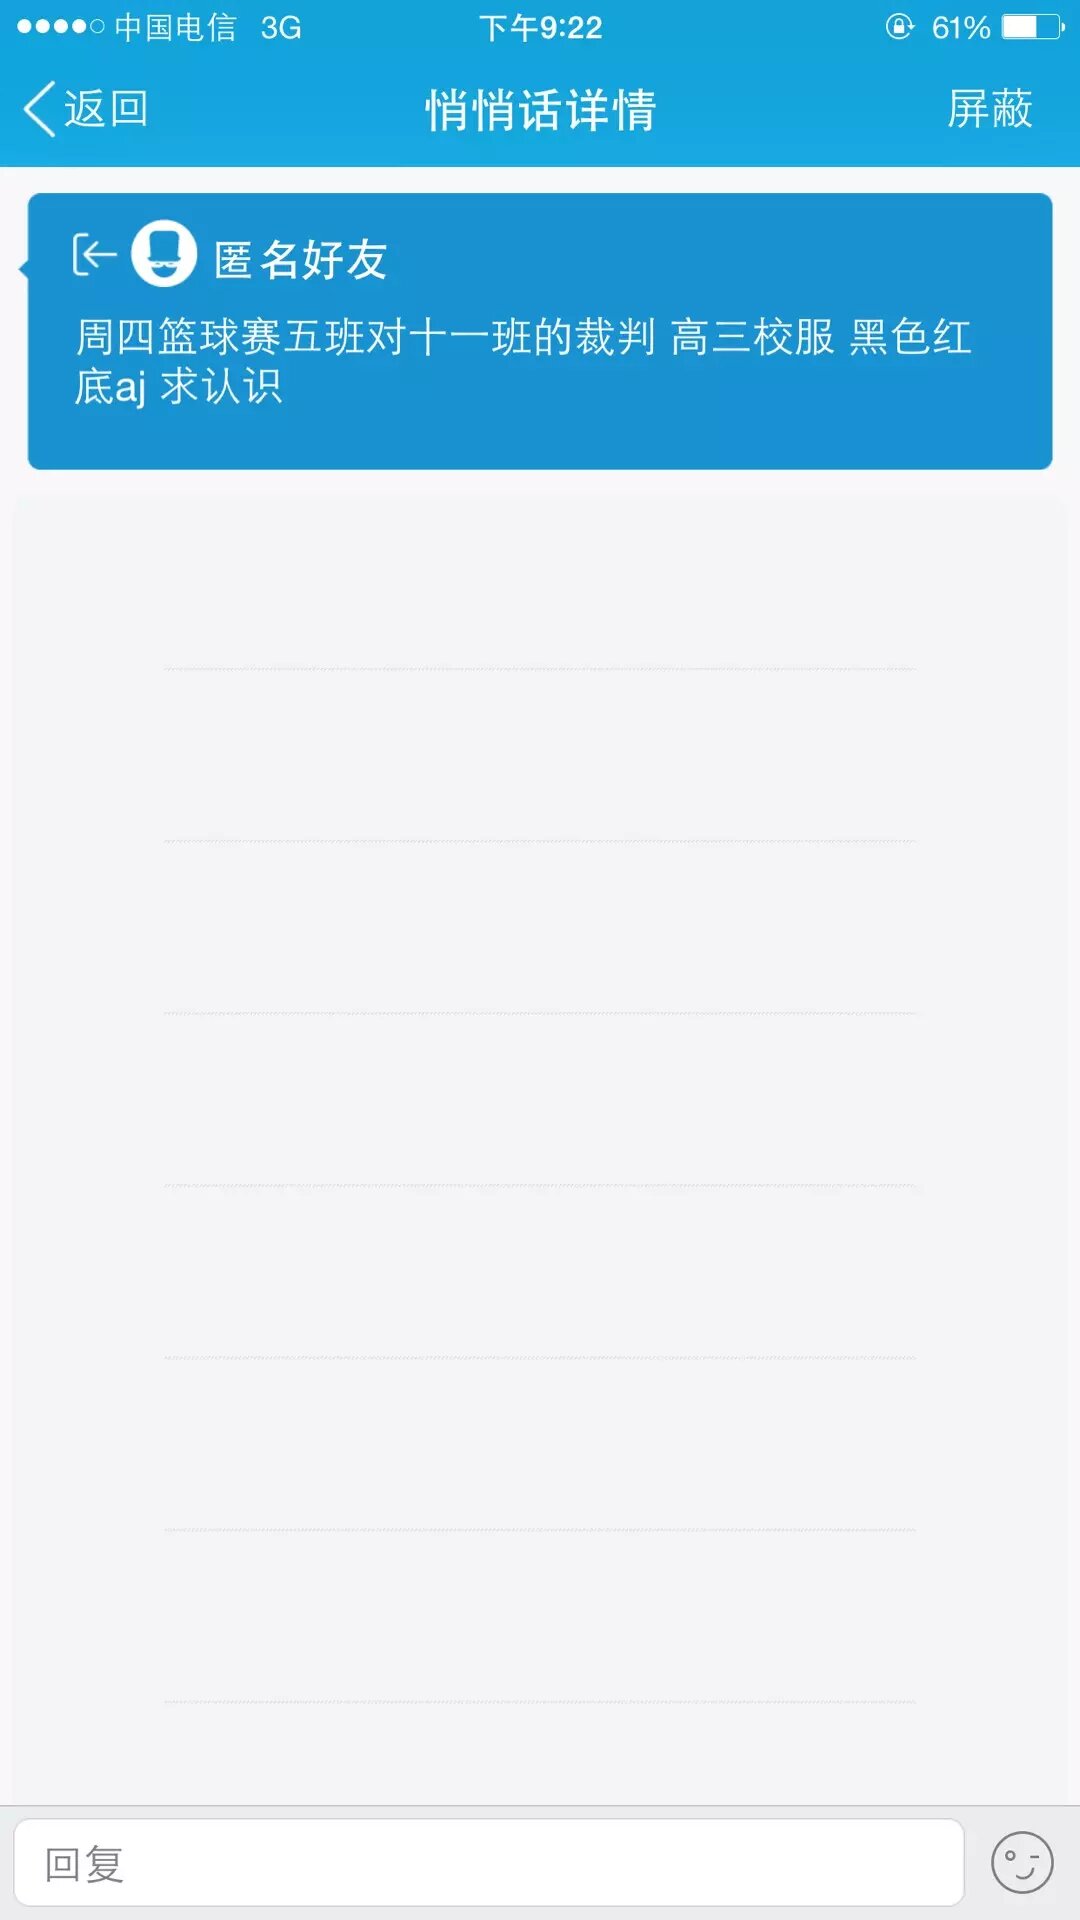 中国电信 3G 下午9:22 61%
返回 悄悄话详情 屏蔽
匿名好友
周四篮球赛五班对十一班的裁判 高三校服 黑色红
底aj 求认识
回复